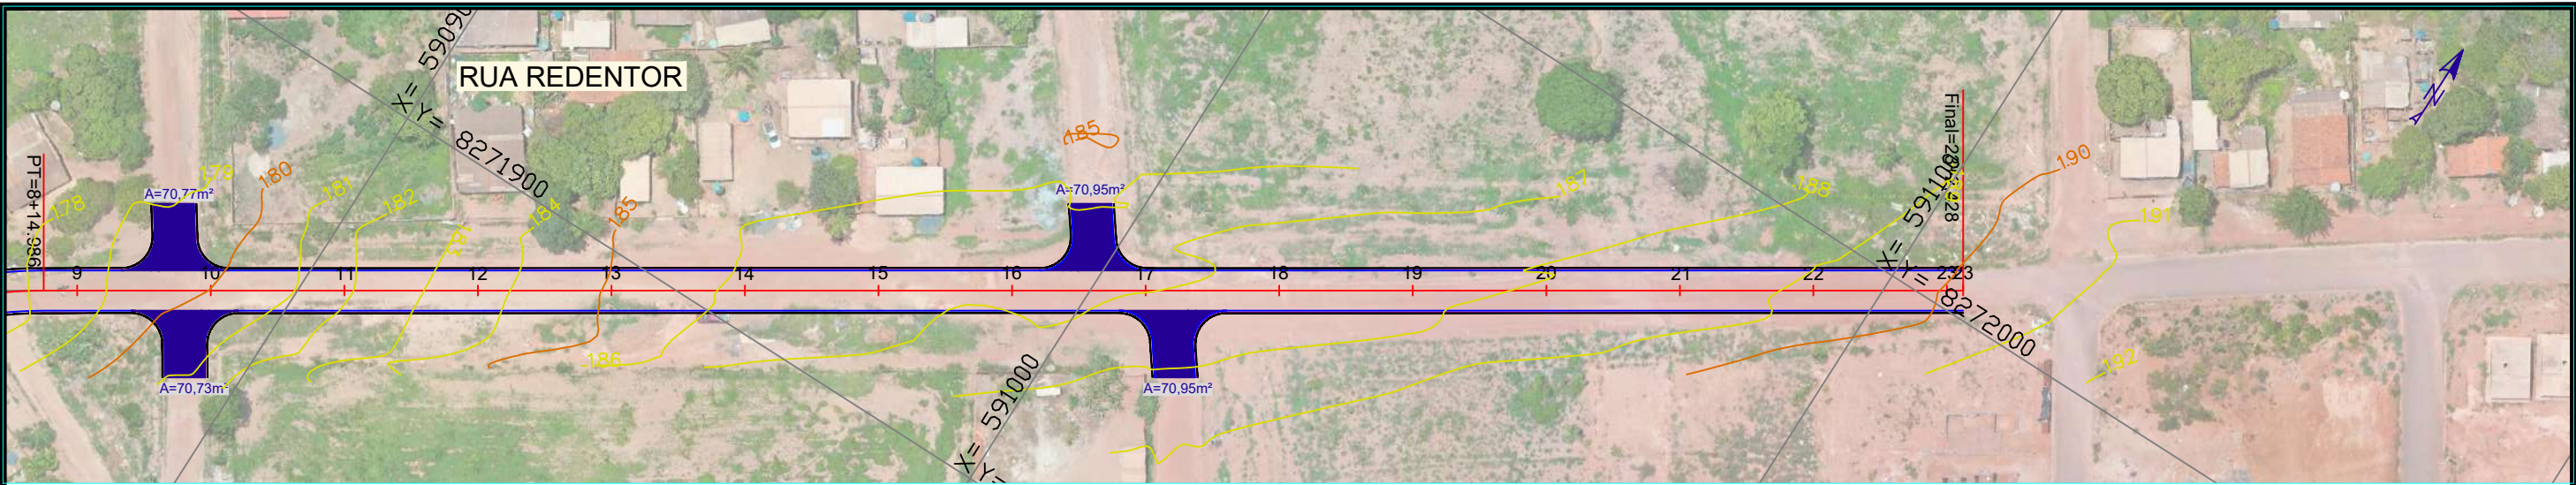 X= 59090
Y= 8271900
RUA REDENTOR
N
PT=8+14.986
178
A=70,77m²
179
180
181
182
184
185
185
A=70,95m²
187
188
X= 591100
Y= 8272000
190
191
192
9
10
11
12
13
14
15
16
17
18
19
20
21
22
23
186
A=70,73m²
A=70,95m²
X= 591000
Y=